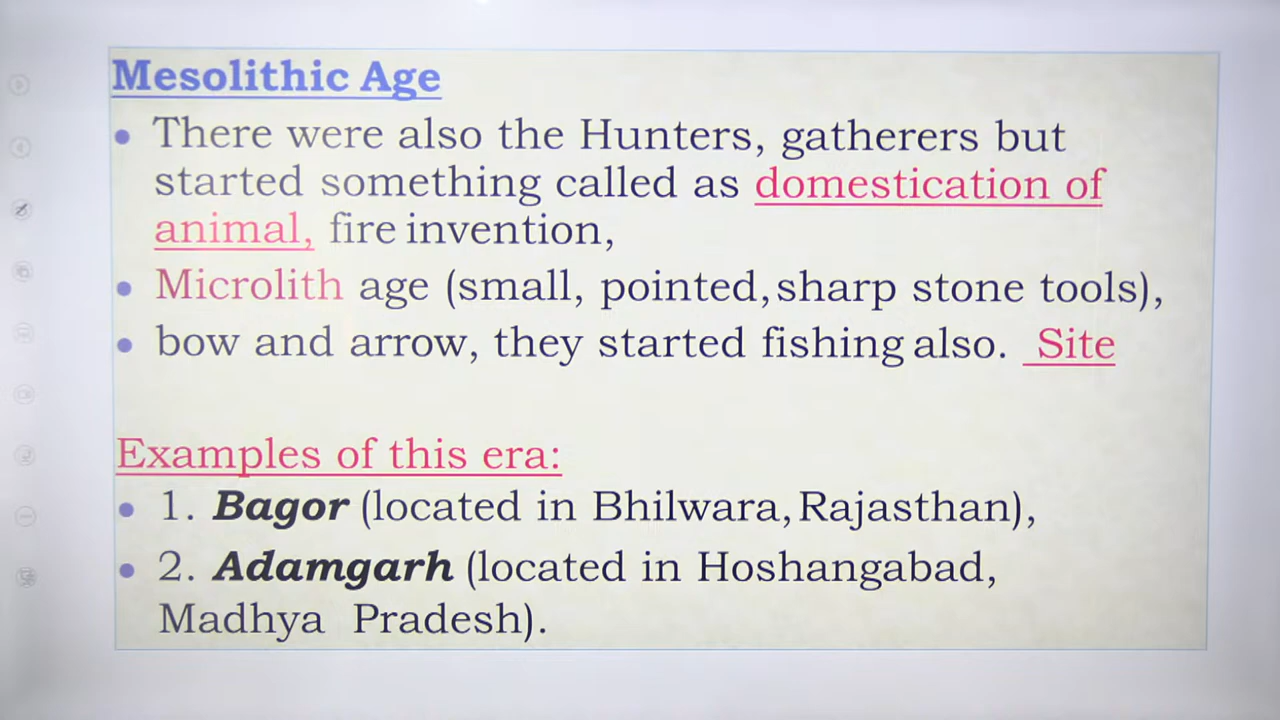 Mesolithic Age
• There were also the Hunters, gatherers but
started something called as domestication of
animal, fire invention,
• Microlith age (small, pointed, sharp stone tools),
• bow and arrow, they started fishing also. Site
Examples of this era:
• 1. Bagor (located in Bhilwara, Rajasthan),
• 2. Adamgarh (located in Hoshangabad,
Madhya Pradesh).